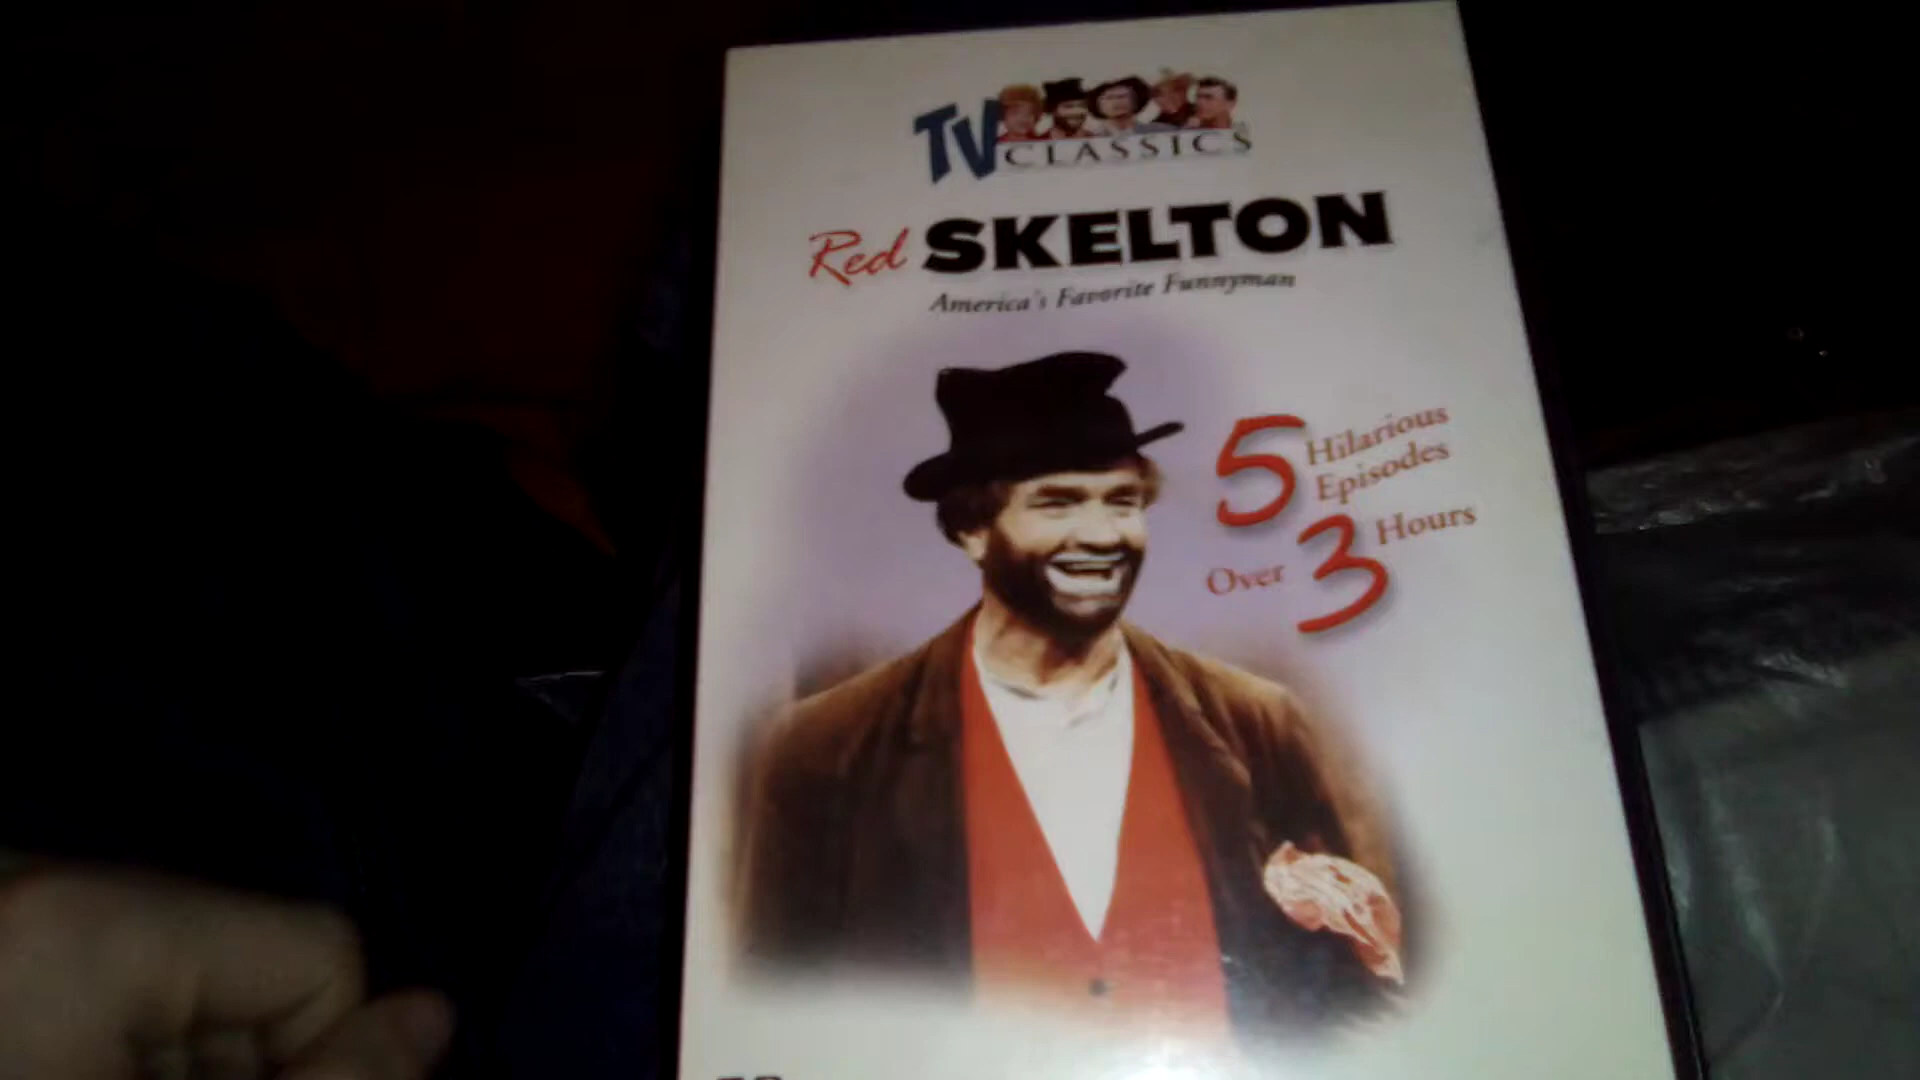 TV CLASSICS
Red SKELTON
America's Favorite Funnyman
5 Hilarious
Episodes
Over 3 Hours